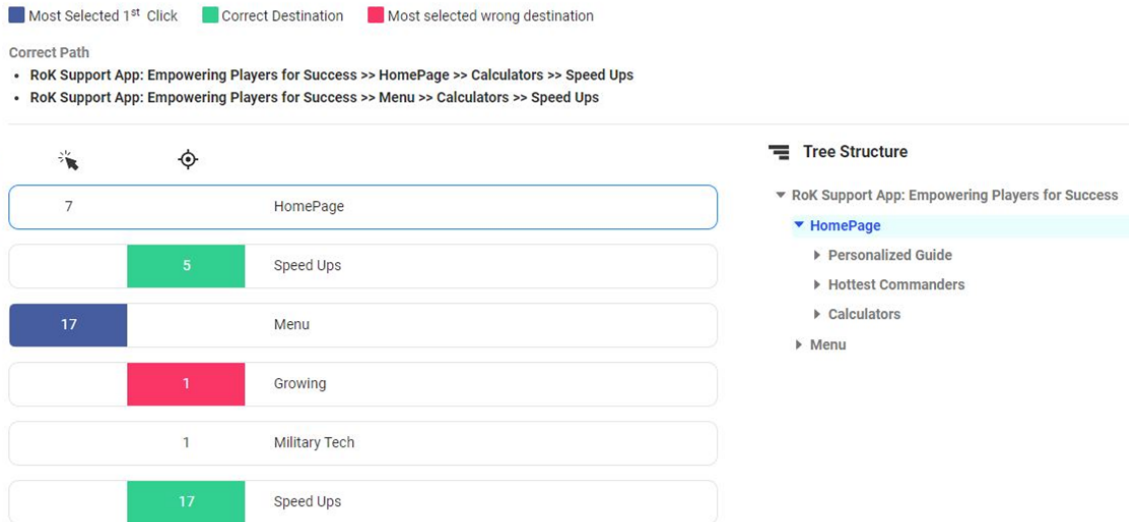 Most Selected 1st Click Correct Destination Most selected wrong destination
Correct Path
• RoK Support App: Empowering Players for Success >> HomePage >> Calculators >> Speed Ups
• RoK Support App: Empowering Players for Success >> Menu >> Calculators >> Speed Ups
7 HomePage
5 Speed Ups
17 Menu
1 Growing
1 Military Tech
17 Speed Ups
Tree Structure
RoK Support App: Empowering Players for Success
HomePage
Personalized Guide
Hottest Commanders
Calculators
Menu